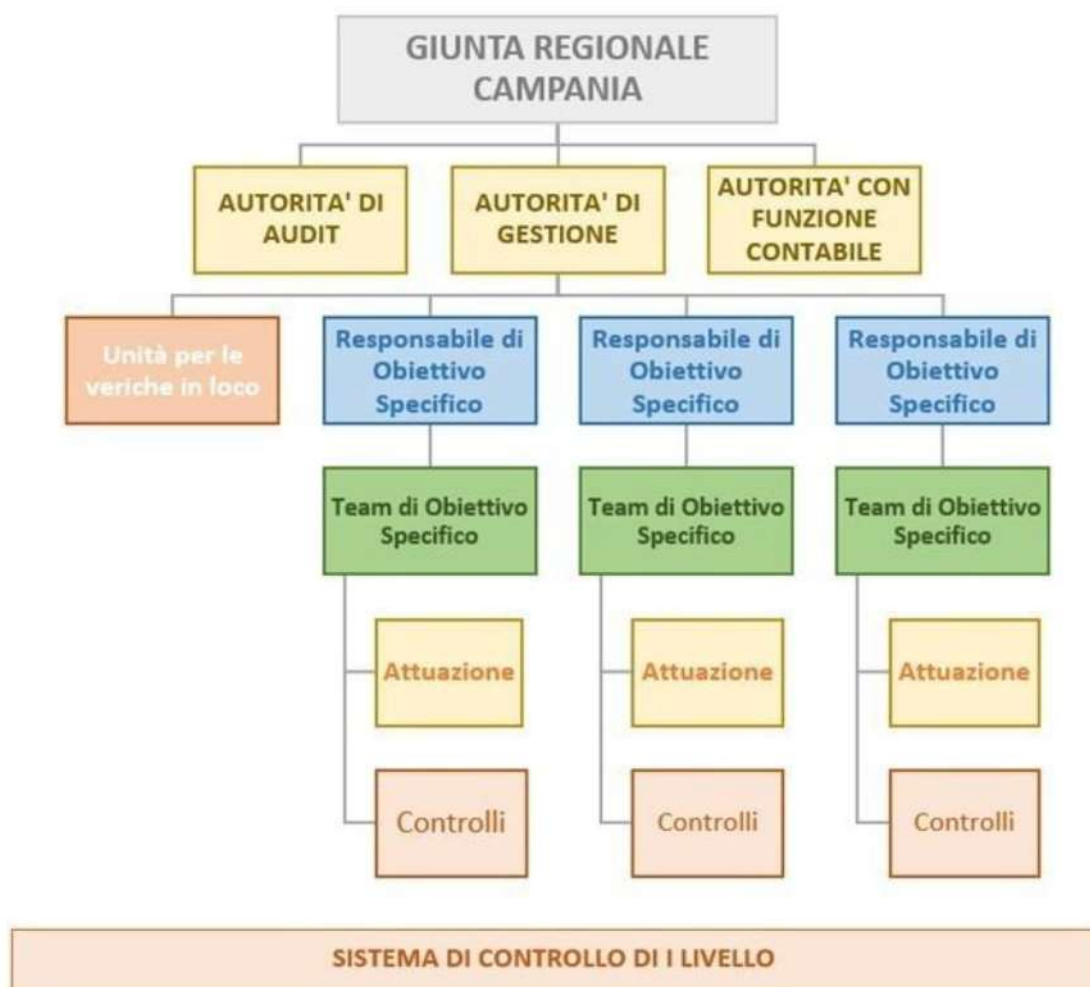 GIUNTA REGIONALE
CAMPANIA
AUTORITA' DI
AUDIT
AUTORITA' DI
GESTIONE
AUTORITA' CON
FUNZIONE
CONTABILE
Unità per le
veriche in loco
Responsabile di
Obiettivo
Specifico
Responsabile di
Obiettivo
Specifico
Responsabile di
Obiettivo
Specifico
Team di Obiettivo
Specifico
Team di Obiettivo
Specifico
Team di Obiettivo
Specifico
Attuazione
Attuazione
Attuazione
Controlli
Controlli
Controlli
SISTEMA DI CONTROLLO DI I LIVELLO